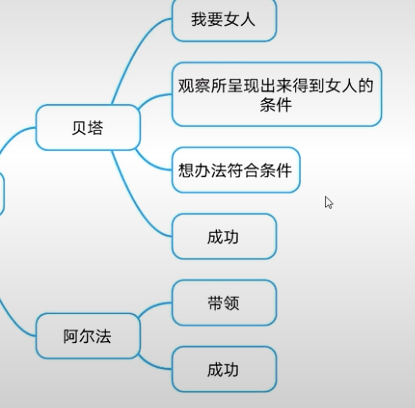 我要女人
观察所呈现出来得到女人的
条件
贝塔
想办法符合条件
成功
带领
阿尔法
成功